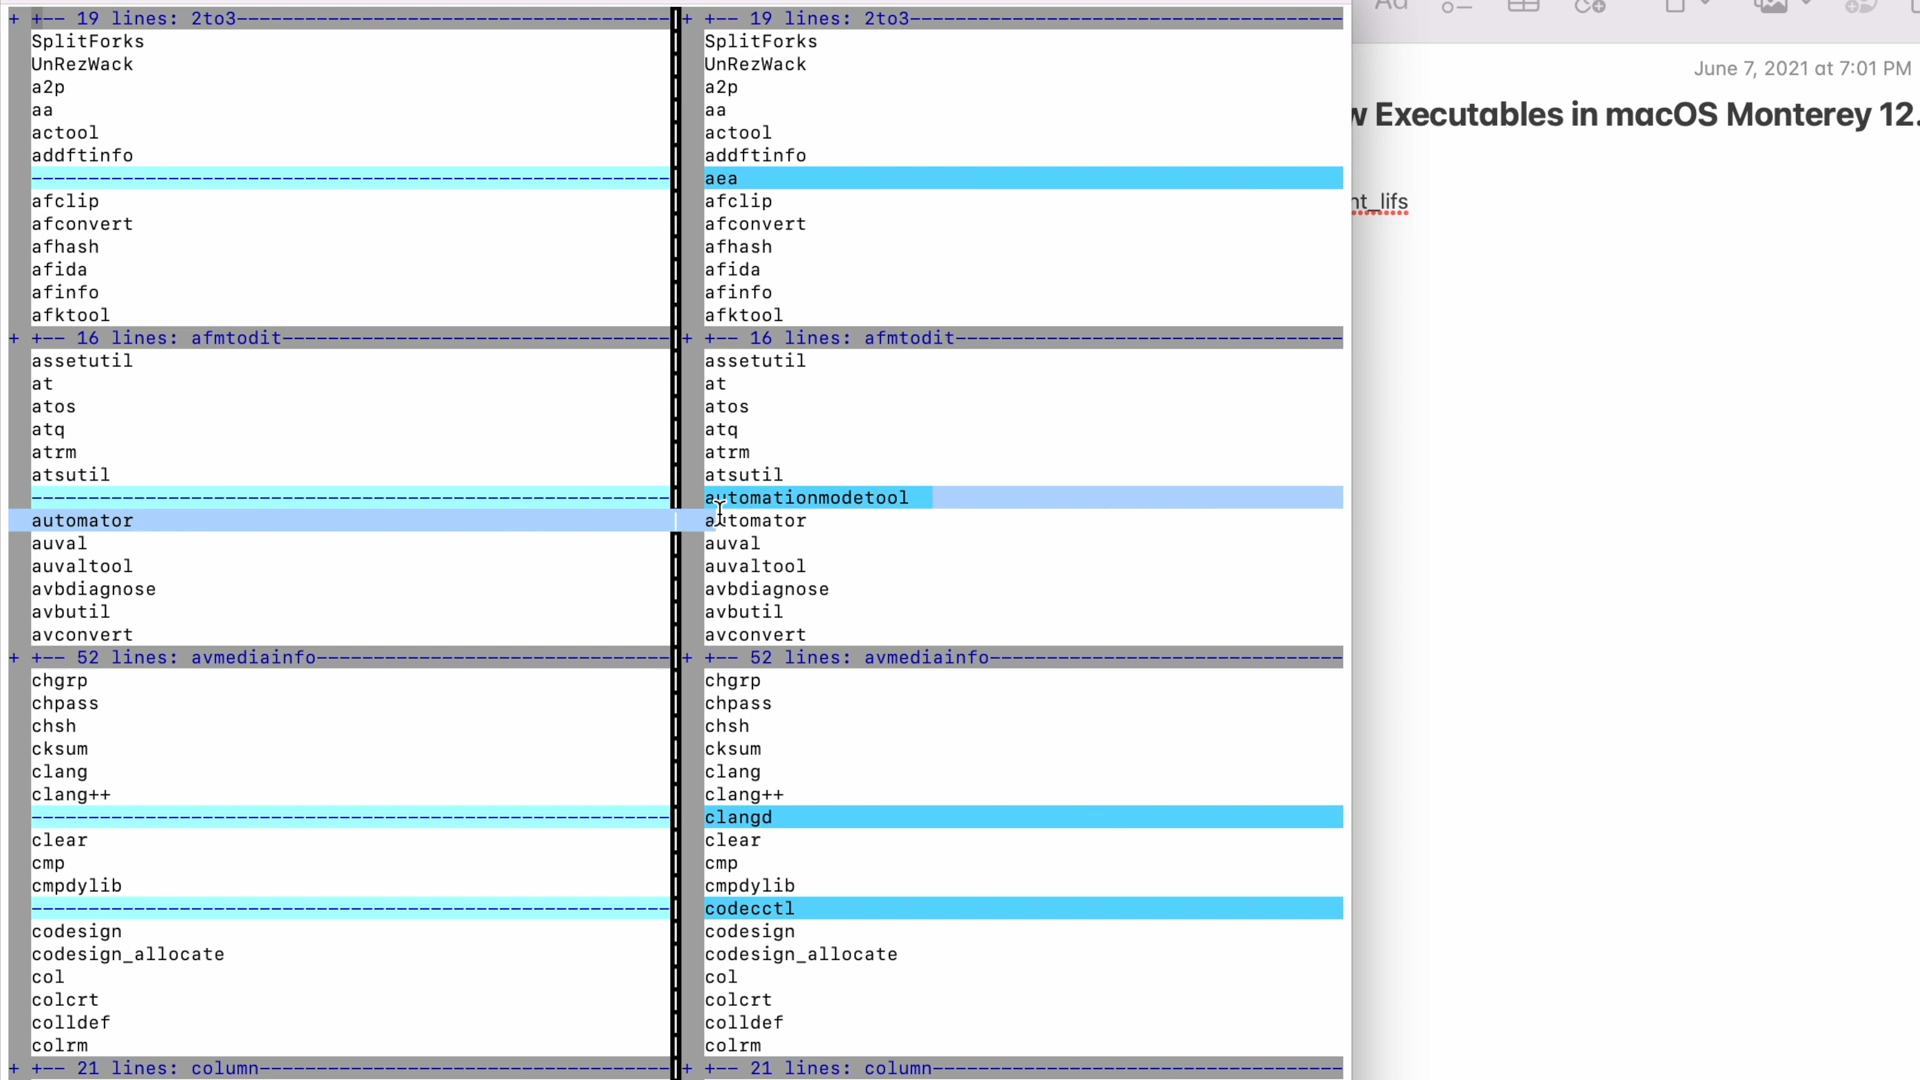 + +-- 19 lines: 2to3
SplitForks
UnRezWack
a2p
aa
actool
addftinfo
afclip
afconvert
afhash
afida
afinfo
afktool
+ +-- 16 lines: afmtodit
assetutil
at
atos
atq
atrm
atsutil
automator
auval
auvaltool
avbdiagnose
avbutil
avconvert
+ +-- 52 lines: avmediainfo
chgrp
chpass
chsh
cksum
clang
clang++
clear
cmp
cmpdylib
codesign
codesign_allocate
col
colcrt
colldef
colrm
+ +-- 21 lines: column
+ +-- 19 lines: 2to3
SplitForks
UnRezWack
a2p
aa
actool
addftinfo
aea
afclip
afconvert
afhash
afida
afinfo
afktool
+ +-- 16 lines: afmtodit
assetutil
at
atos
atq
atrm
atsutil
automationmodetool
automator
auval
auvaltool
avbdiagnose
avbutil
avconvert
+ +-- 52 lines: avmediainfo
chgrp
chpass
chsh
cksum
clang
clang++
clangd
clear
cmp
cmpdylib
codecctl
codesign
codesign_allocate
col
colcrt
colldef
colrm
+ +-- 21 lines: column
Aa
June 7, 2021 at 7:01 PM
w Executables in macOS Monterey 12.
nt_lifs